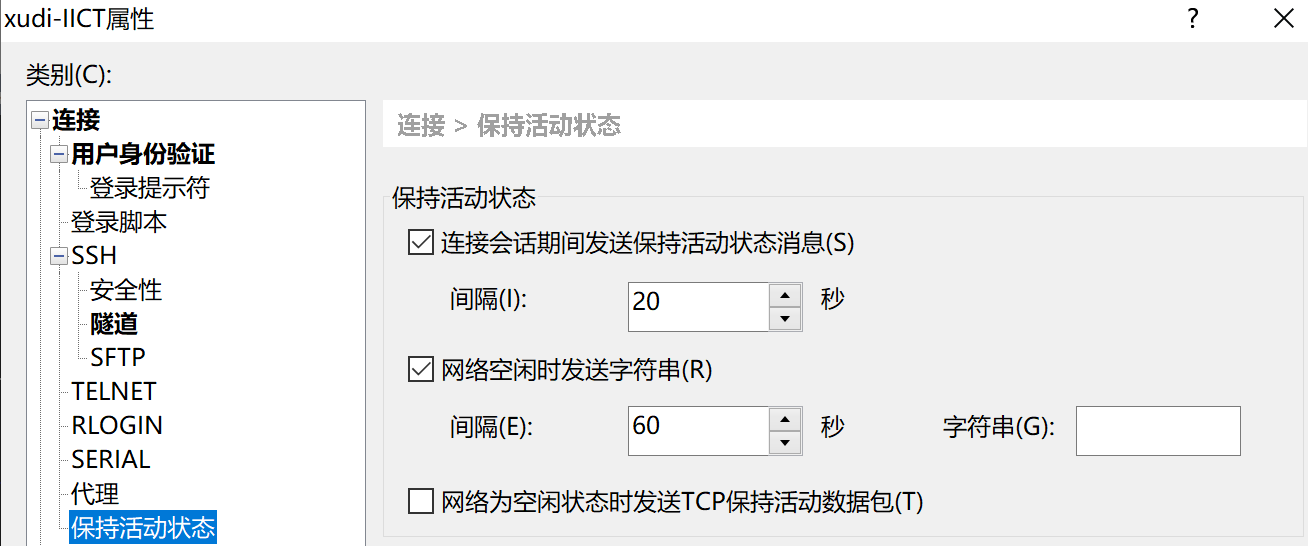 xudi-IICT属性
类别(C):
连接
用户身份验证
登录提示符
登录脚本
SSH
安全性
隧道
SFTP
TELNET
RLOGIN
SERIAL
代理
保持活动状态
连接 > 保持活动状态
保持活动状态
连接会话期间发送保持活动状态消息(S)
间隔(I): 20 秒
网络空闲时发送字符串(R)
间隔(E): 60 秒 字符串(G):
网络为空闲状态时发送TCP保持活动数据包(T)